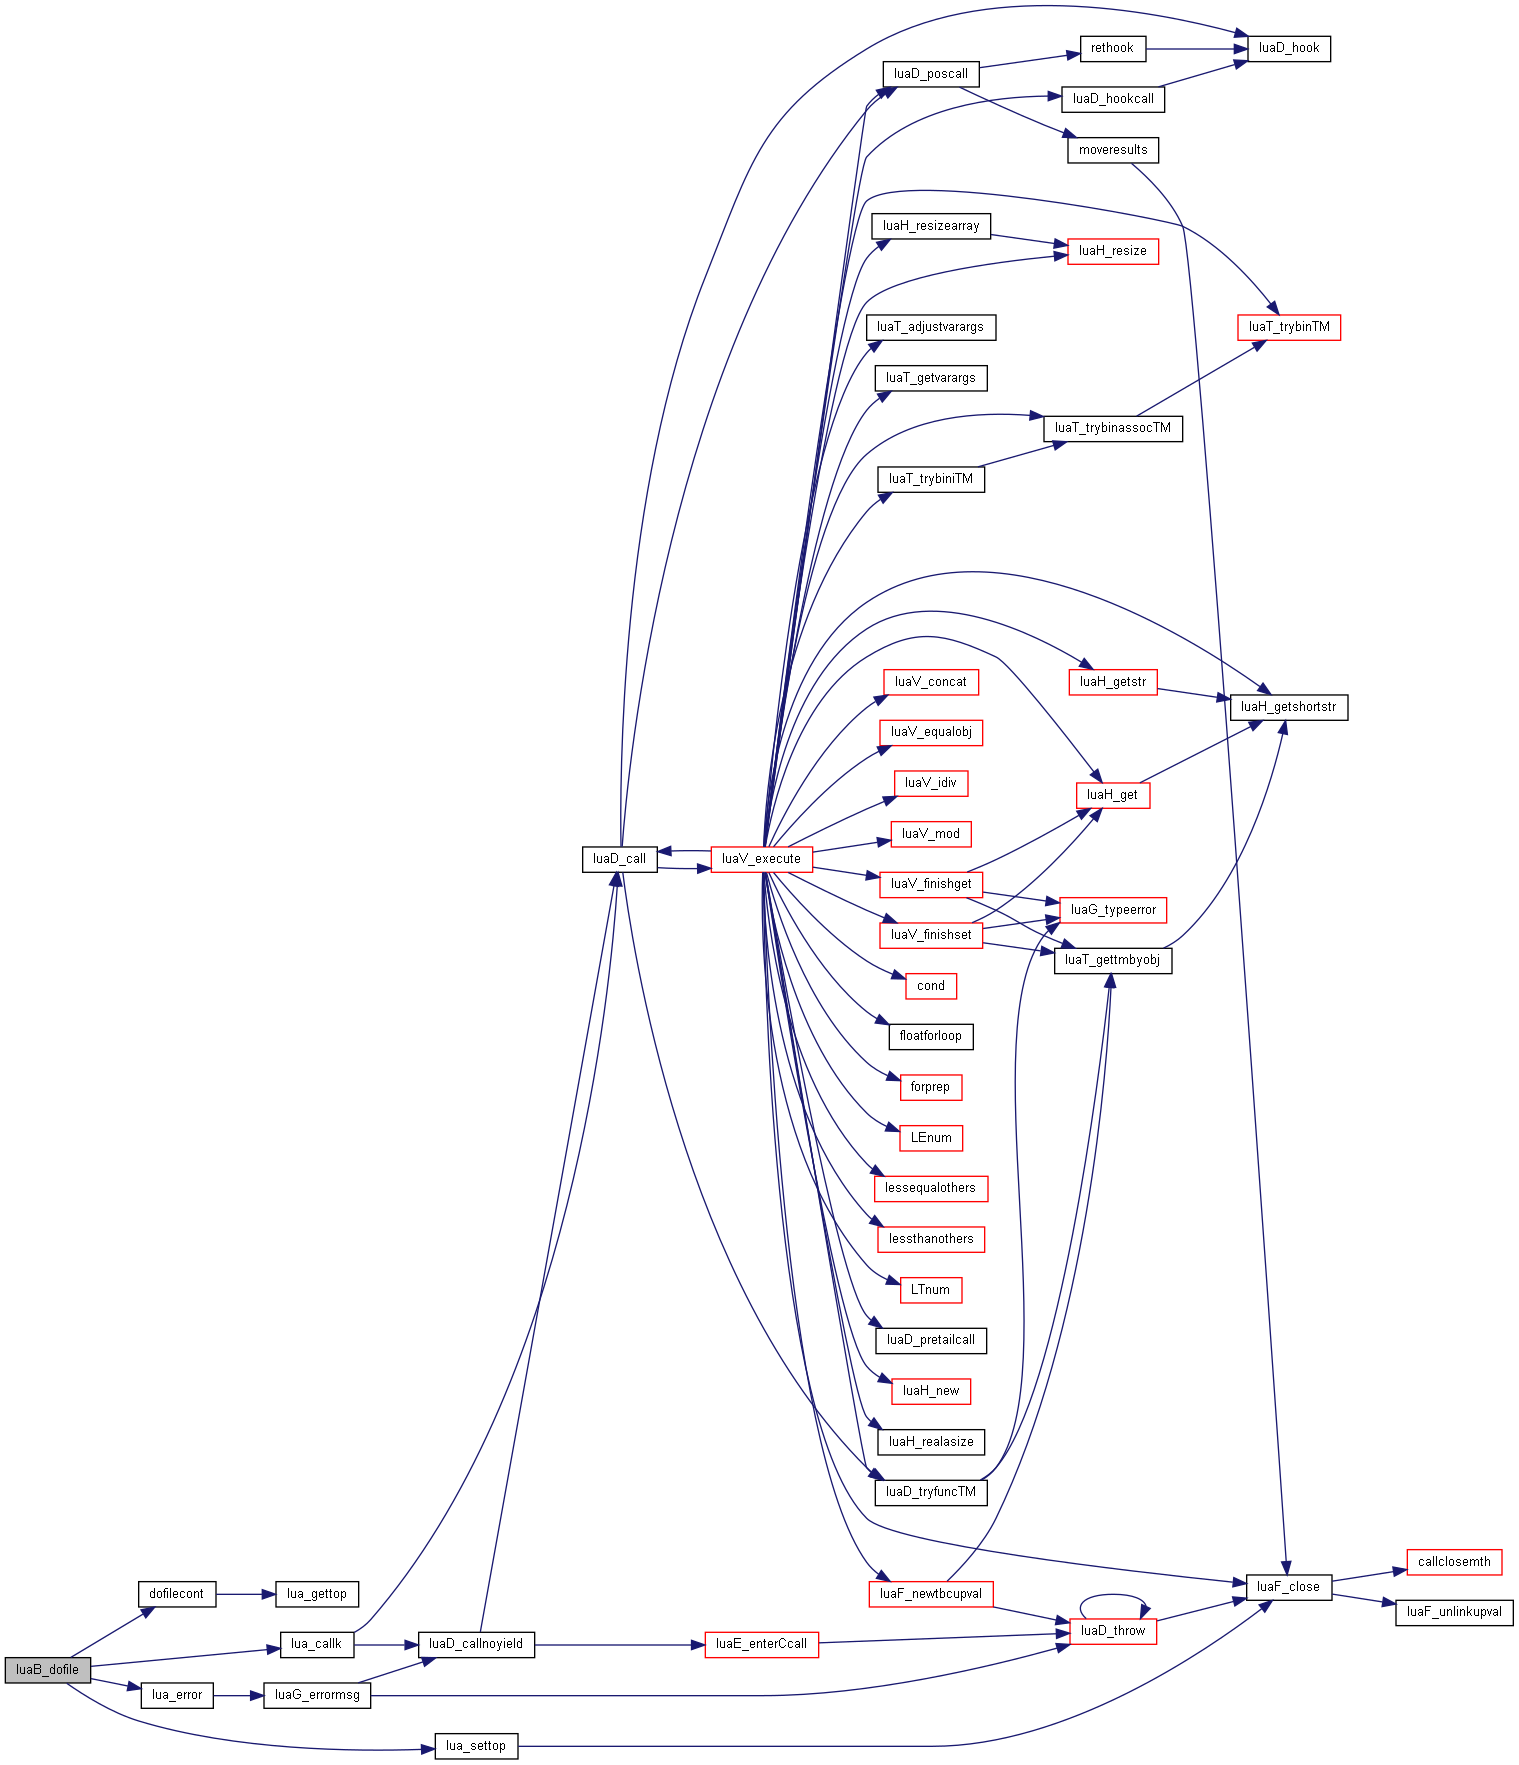 rethook
luaD_hook
luaD_poscall
luaD_hookcall
moveresults
luaH_resizearray
luaH_resize
luaT_adjustvarargs
luaT_trybinTM
luaT_getvarargs
luaT_trybinassocTM
luaT_trybiniTM
luaV_concat
luaH_getstr
luaH_getshortstr
luaV_equalobj
luaV_idiv
luaH_get
luaV_mod
luaD_call
luaV_execute
luaV_finishget
luaG_typeerror
luaV_finishset
luaT_gettmbyobj
cond
floatforloop
forprep
LEnum
lessequalothers
lessthanothers
LTnum
luaD_pretailcall
luaH_new
luaH_realasize
luaD_tryfuncTM
callclosemth
dofilecont
lua_gettop
luaF_newtbcupval
luaF_close
luaF_unlinkupval
luaD_throw
lua_callk
luaD_callnoyield
luaE_enterCcall
luaB_dofile
lua_error
luaG_errormsg
lua_settop